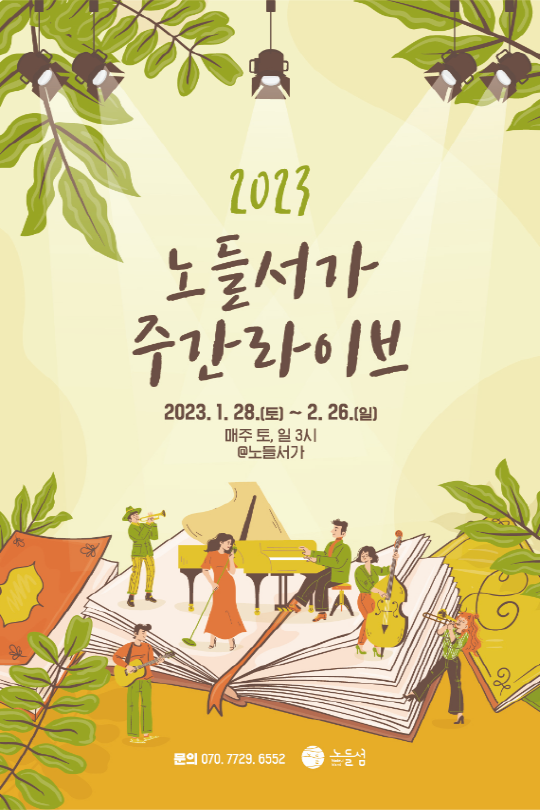 2023
노들서가
주간라이브
2023. 1. 28.(토) ~ 2. 26.(일)
매주 토, 일 3시
@노들서가
문의 070. 7729. 6552
노들섬